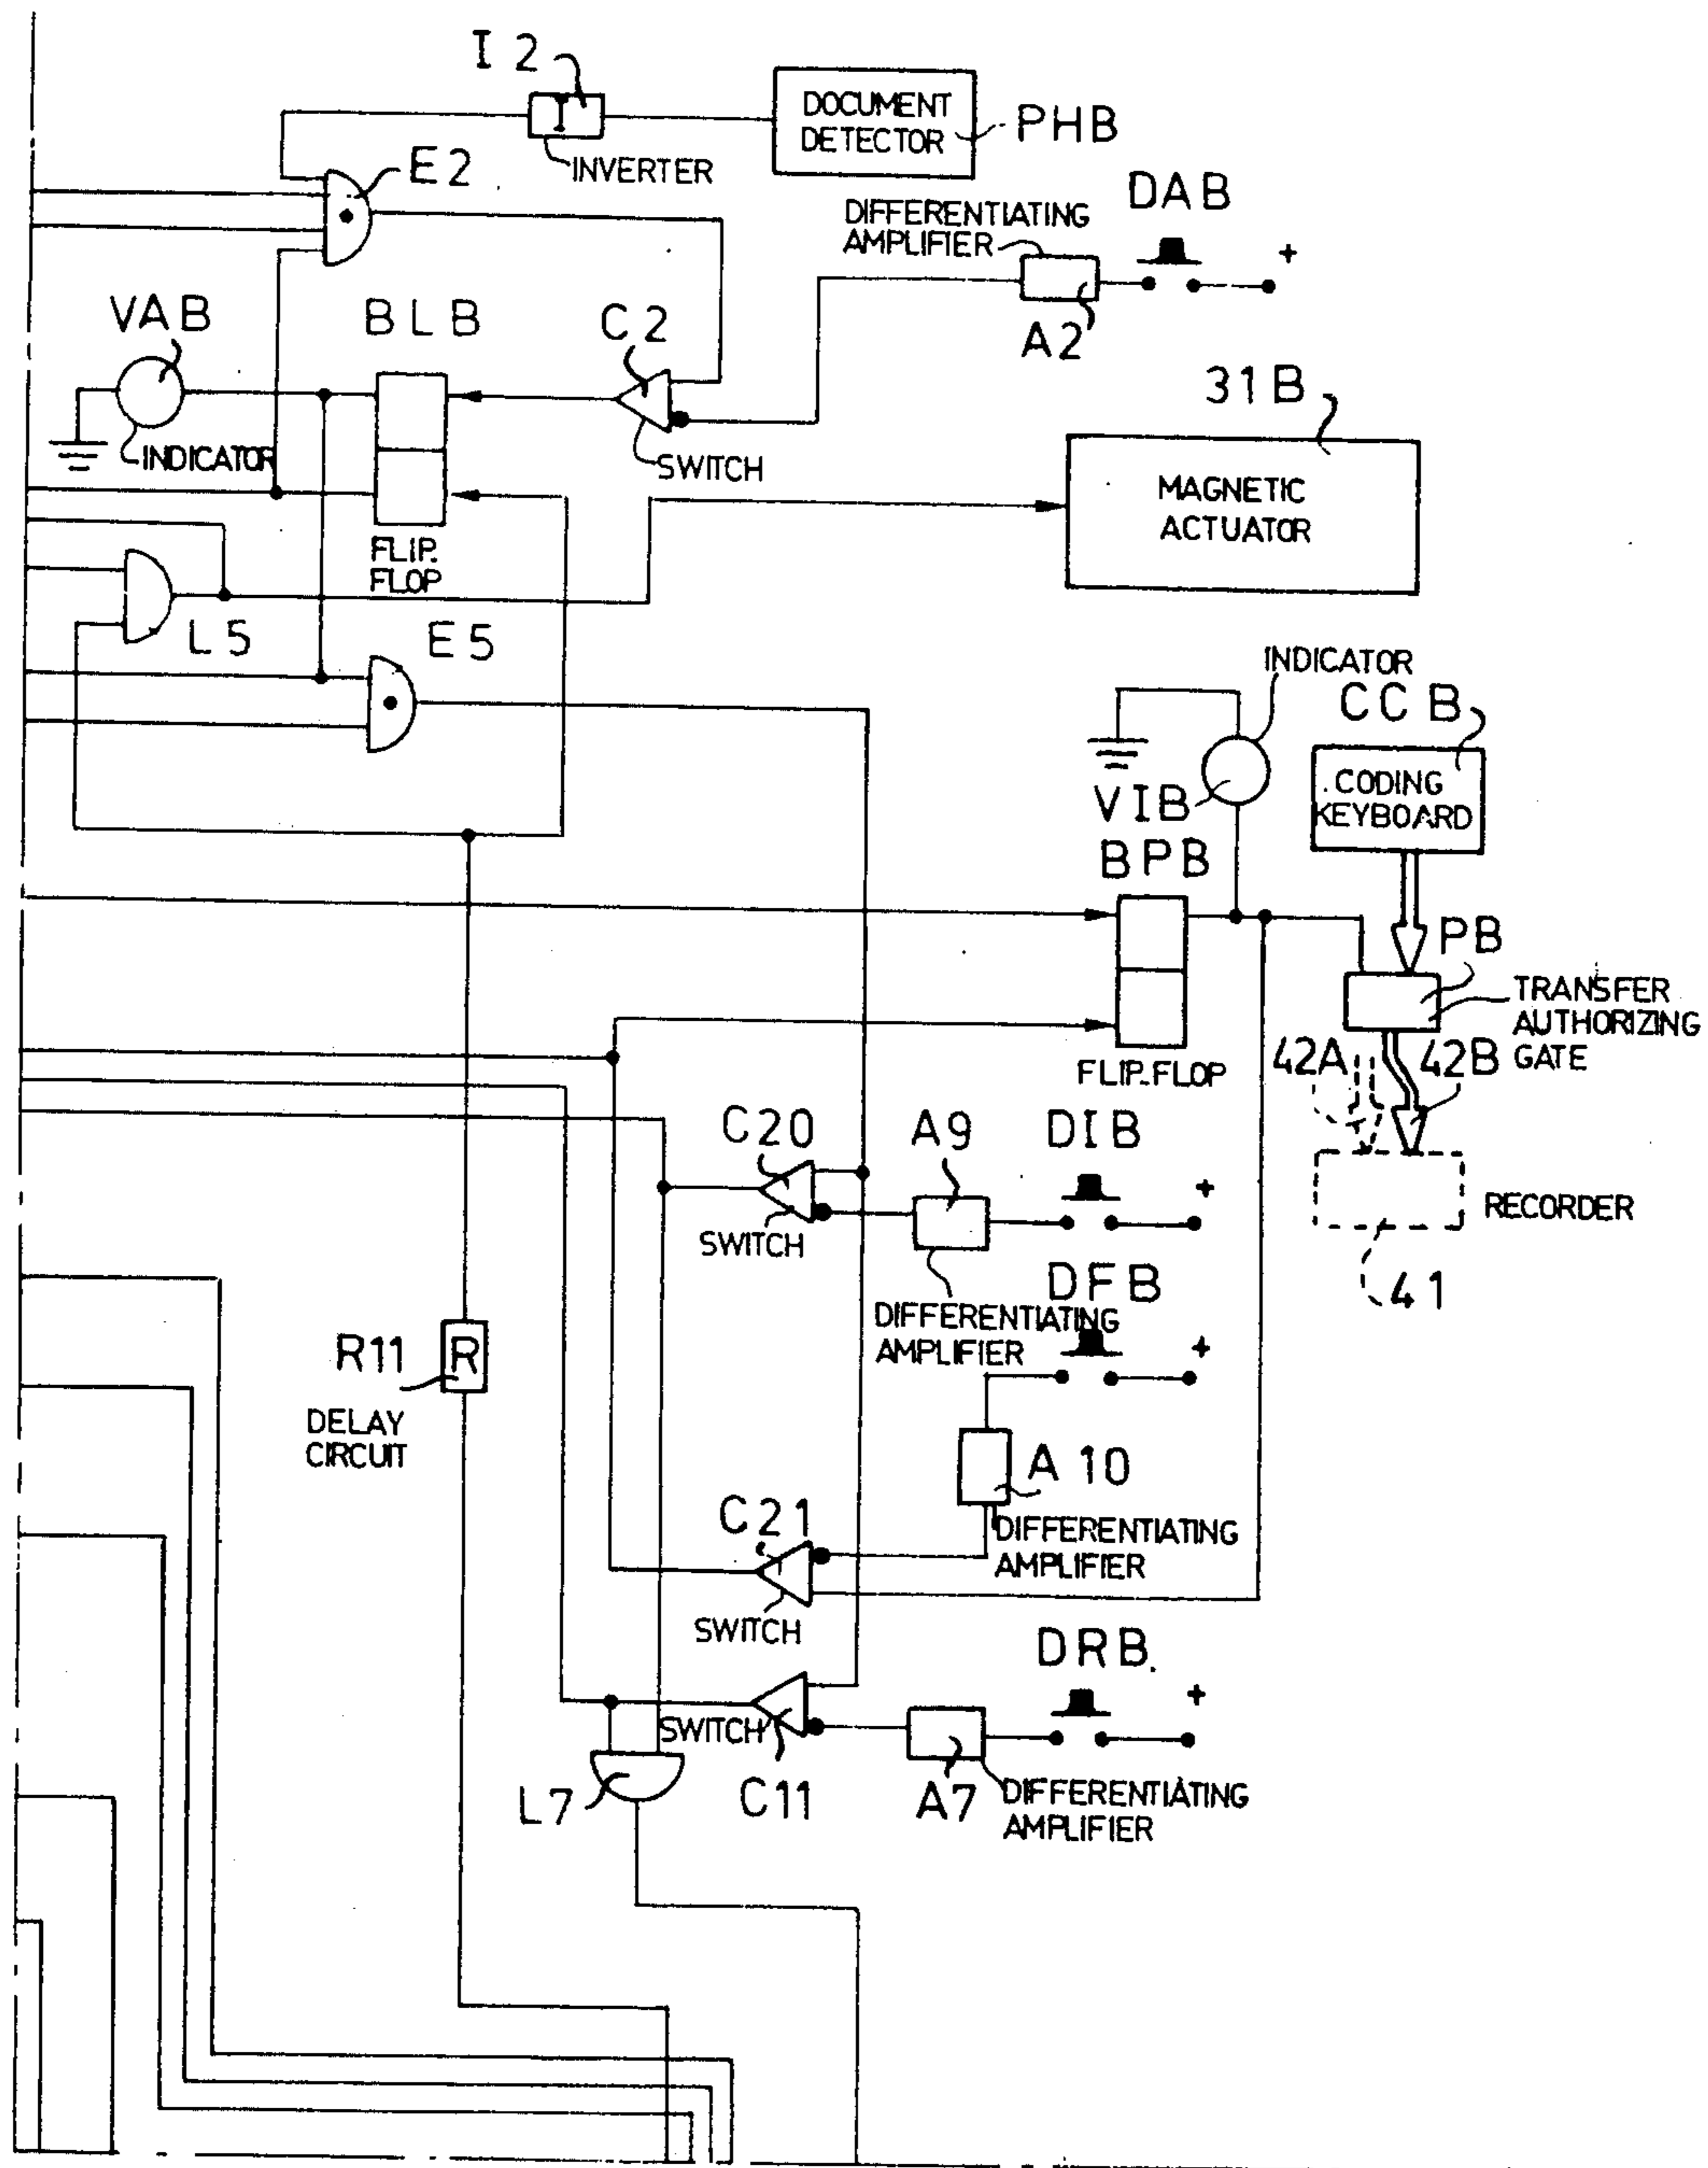 I 2
DOCUMENT
DETECTOR
PHB
I
INVERTER
E2
DAB
DIFFERENTIATING
AMPLIFIER
+
A2
VAB
BLB
C2
31B
INDICATOR
SWITCH
MAGNETIC
ACTUATOR
FLIP-
FLOP
L5
E5
INDICATOR
CCB
CODING
KEYBOARD
VIB
BPB
PB
TRANSFER
AUTHORIZING
GATE
42A
42B
FLIP-FLOP
C20
A9
DIB
+
SWITCH
RECORDER
41
DFB
DIFFERENTIATING
AMPLIFIER
+
R11
R
DELAY
CIRCUIT
A 10
C21
DIFFERENTIATING
AMPLIFIER
SWITCH
DRB
+
SWITCH
L7
C11
A7
DIFFERENTIATING
AMPLIFIER